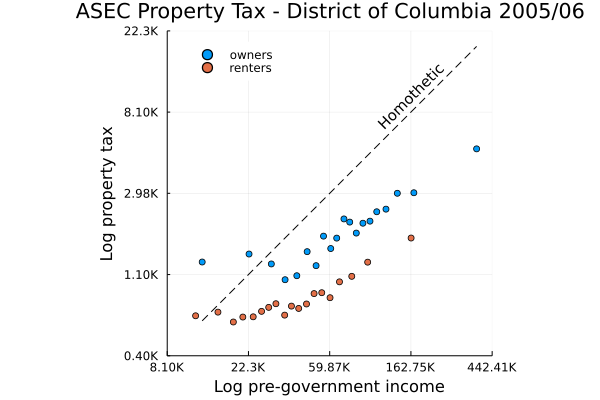 ASEC Property Tax - District of Columbia 2005/06
22.3K
owners
renters
Homothetic
8.10K
Log property tax
2.98K
1.10K
0.40K
8.10K 22.3K 59.87K 162.75K 442.41K
Log pre-government income